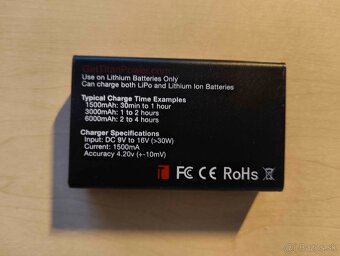 GetTitanPower.com
Use on Lithium Batteries Only
Can charge both LiPo and Lithium Ion Batteries
Typical Charge Time Examples
1500mAh: 30min to 1 hour
3000mAh: 1 to 2 hours
6000mAh: 2 to 4 hours
Charger Specifications
Input: DC 9V to 16V (>30W)
Current: 1500mA
Accuracy 4.20v (+-10mV)
FC CE RoHS